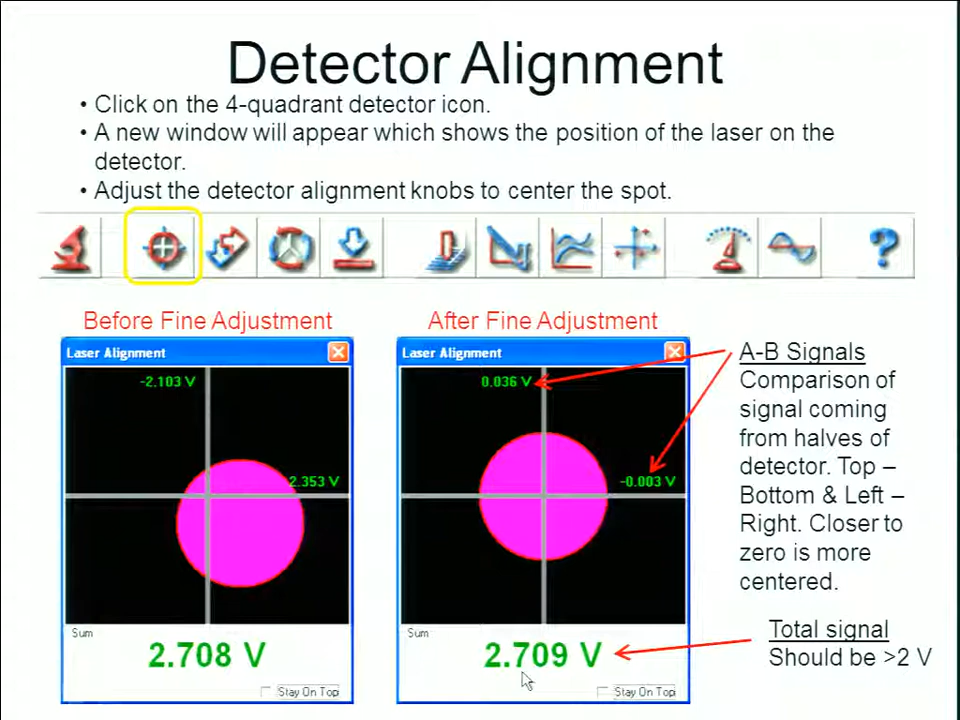 Detector Alignment
• Click on the 4-quadrant detector icon.
• A new window will appear which shows the position of the laser on the
detector.
• Adjust the detector alignment knobs to center the spot.
?
Before Fine Adjustment
Laser Alignment
-2.103 V
2.353 V
Sum
2.708 V
Stay On Top
After Fine Adjustment
Laser Alignment
0.036 V
-0.003 V
Sum
2.709 V
Stay On Top
A-B Signals
Comparison of
signal coming
from halves of
detector. Top –
Bottom & Left –
Right. Closer to
zero is more
centered.
Total signal
Should be >2 V